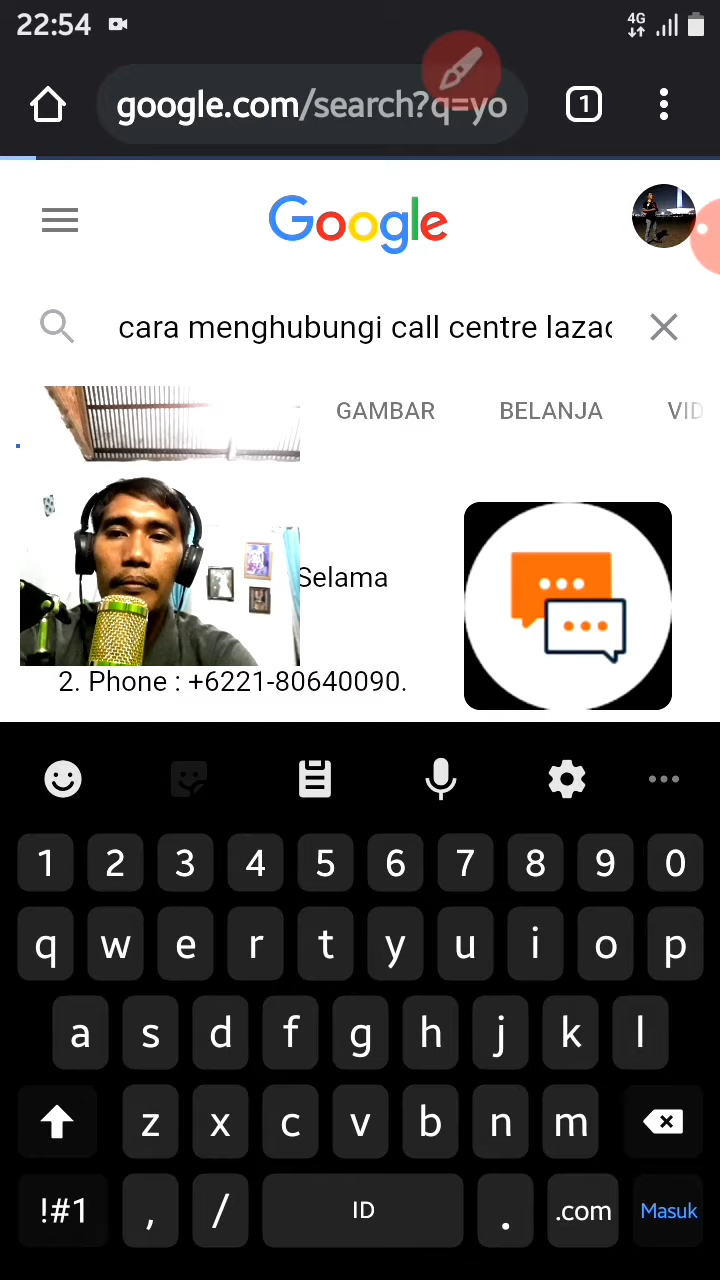 22:54
4G
google.com/search?q=yo
1
Google
cara menghubungi call centre lazad
GAMBAR BELANJA VID
Selama
2. Phone : +6221-80640090.
1 2 3 4 5 6 7 8 9 0
q w e r t y u i o p
a s d f g h j k l
z x c v b n m
!#1 , / ID . .com Masuk